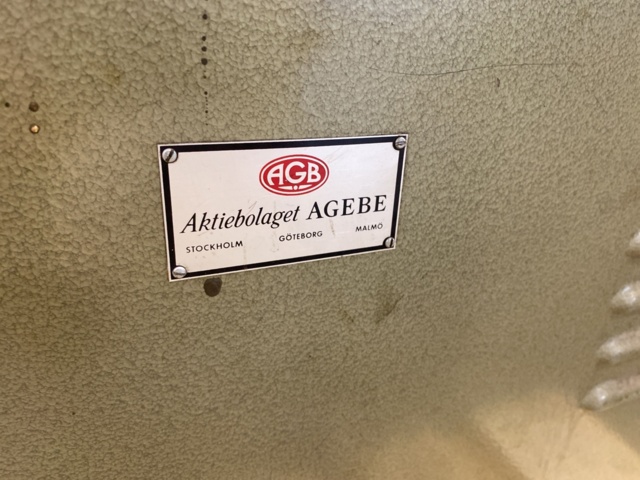 AGB
Aktiebolaget AGEBE
STOCKHOLM GÖTEBORG MALMÖ